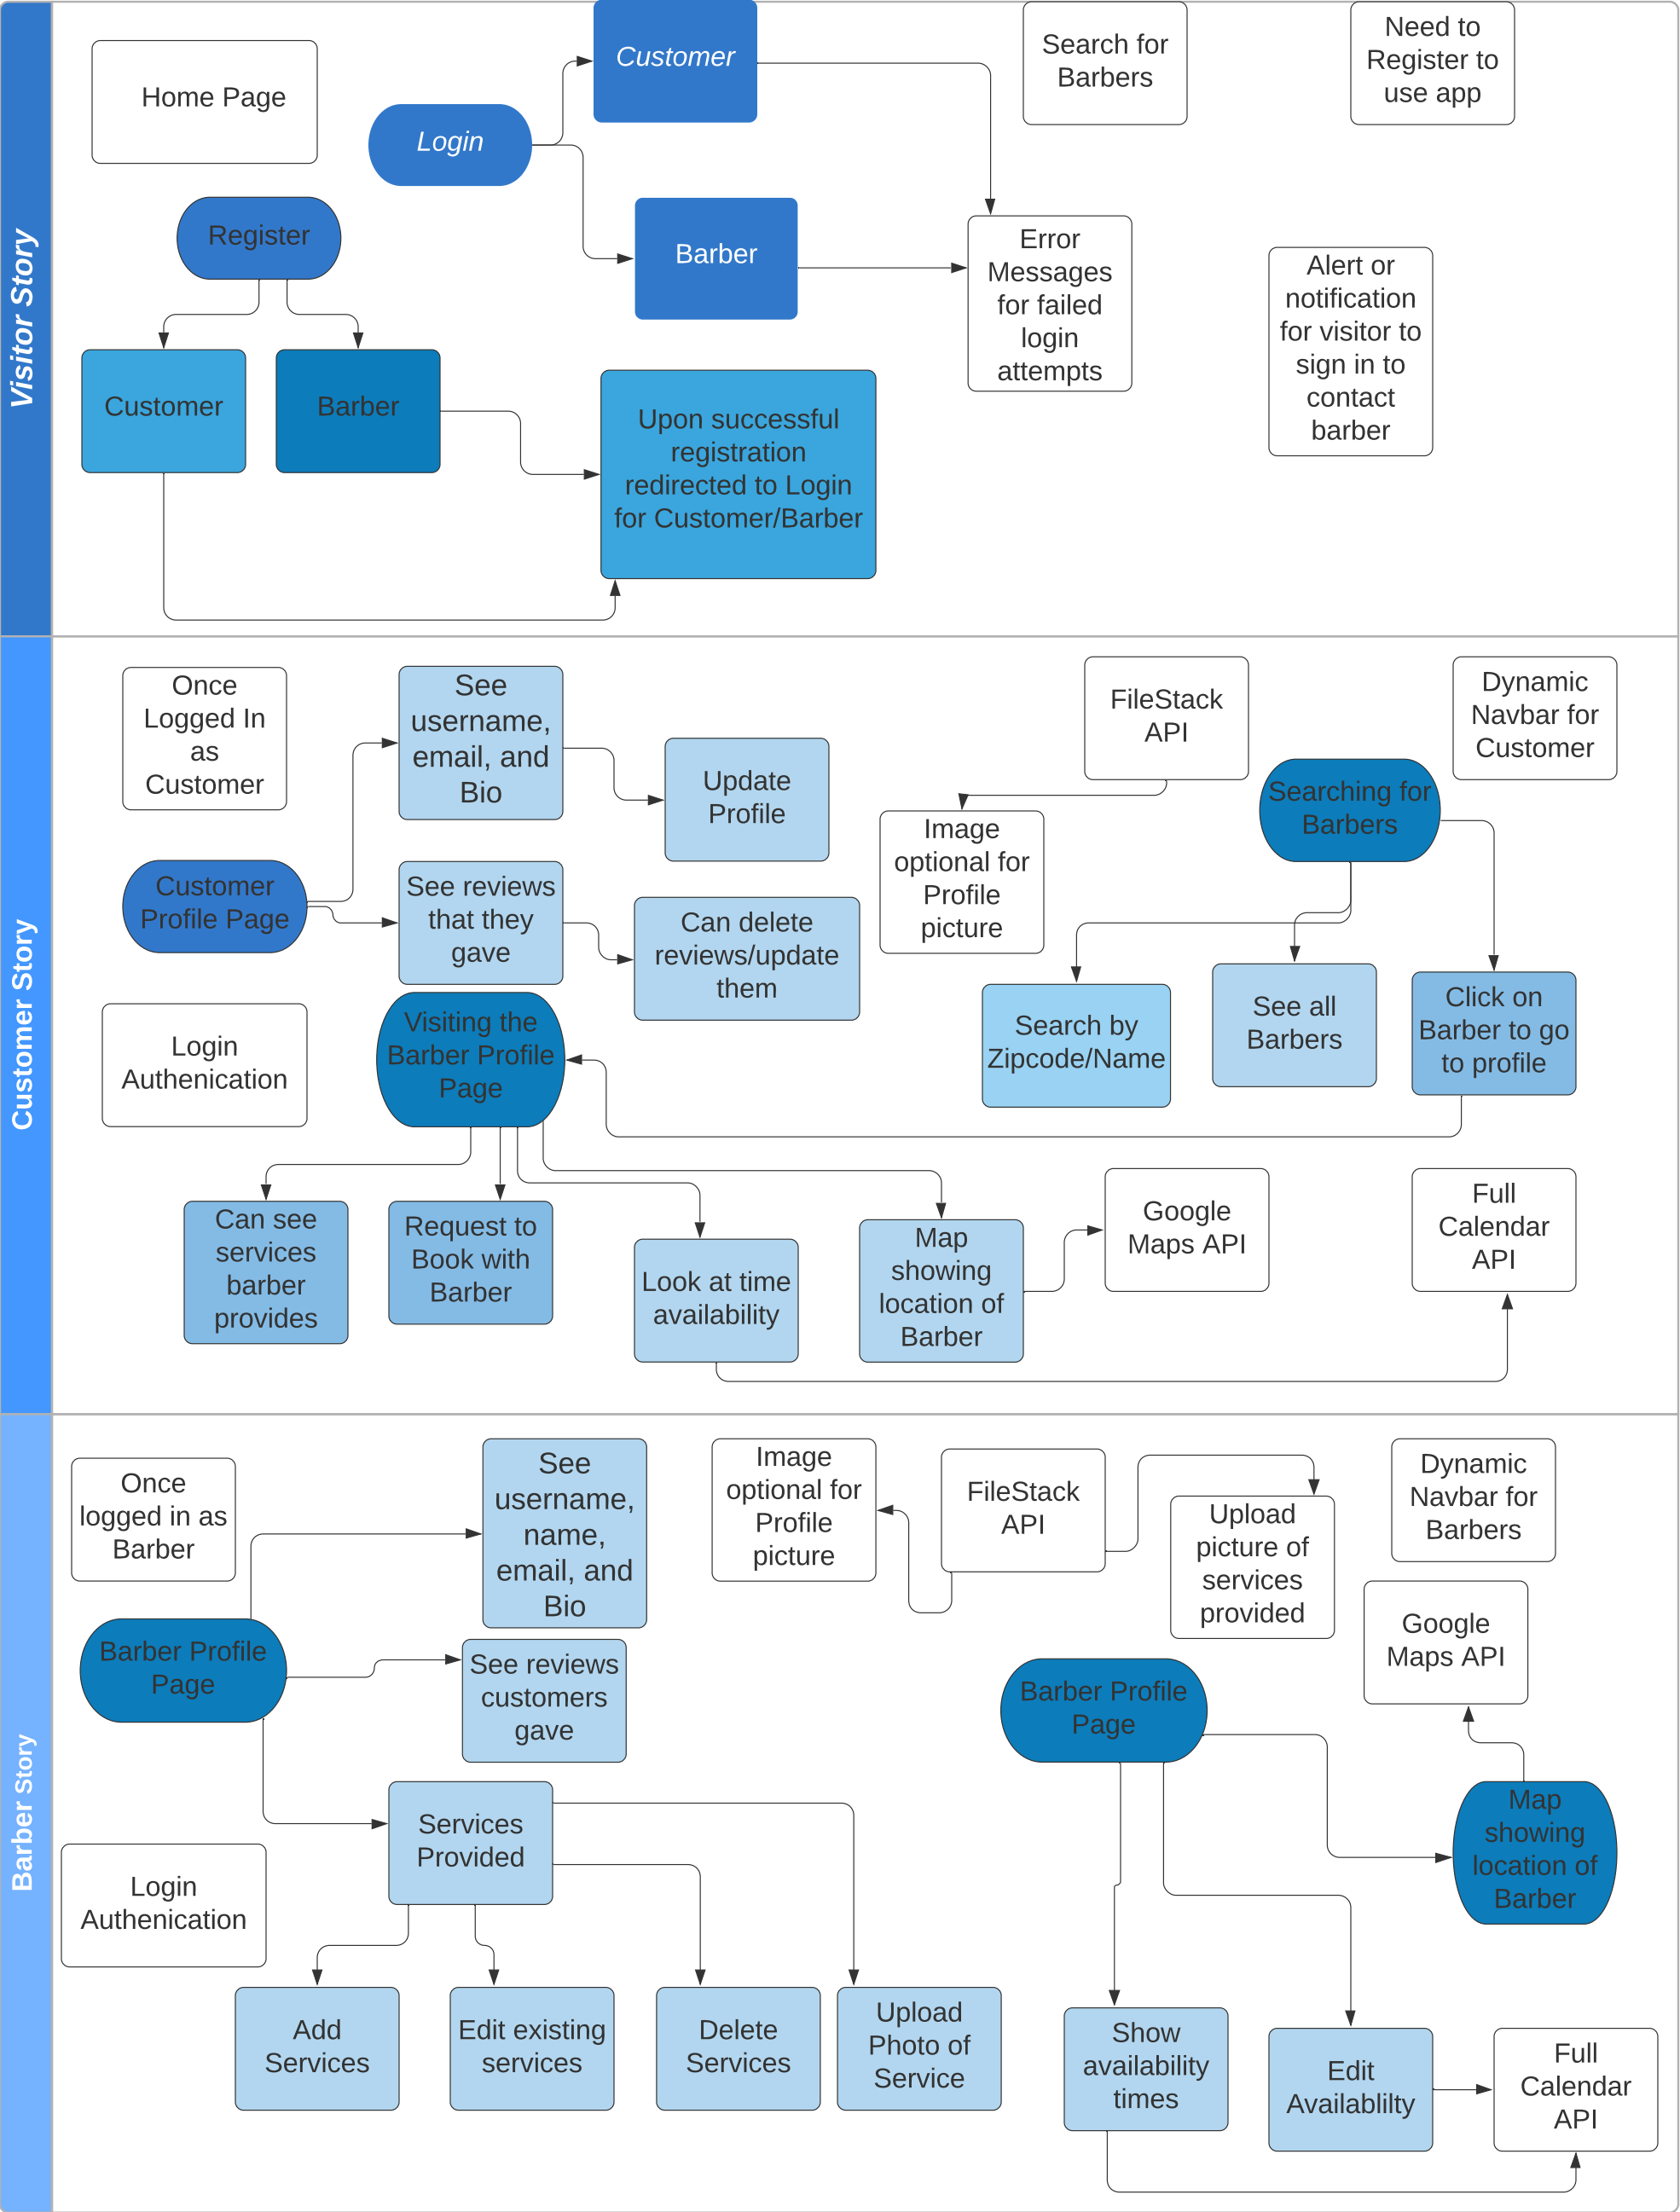 Visitor Story
Home Page
Login
Customer
Barber
Search for
Barbers
Need to
Register to
use app
Register
Customer
Barber
Upon successful
registration
redirected to Login
for Customer/Barber
Error
Messages
for failed
login
attempts
Alert or
notification
for visitor to
sign in to
contact
barber
Customer Story
Once
Logged In
as
Customer
See
username,
email, and
Bio
Update
Profile
FileStack
API
Dynamic
Navbar for
Customer
Customer
Profile Page
See reviews
that they
gave
Can delete
reviews/update
them
Image
optional for
Profile
picture
Searching for
Barbers
Login
Authenication
Visiting the
Barber Profile
Page
Search by
Zipcode/Name
See all
Barbers
Click on
Barber to go
to profile
Can see
services
barber
provides
Request to
Book with
Barber
Look at time
availability
Map
showing
location of
Barber
Google
Maps API
Full
Calendar
API
Barber Story
Once
logged in as
Barber
See
username,
name,
email, and
Bio
Image
optional for
Profile
picture
FileStack
API
Upload
picture of
services
provided
Dynamic
Navbar for
Barbers
Google
Maps API
Barber Profile
Page
See reviews
customers
gave
Barber Profile
Page
Map
showing
location of
Barber
Services
Provided
Login
Authenication
Add
Services
Edit existing
services
Delete
Services
Upload
Photo of
Service
Show
availability
times
Edit
Availablilty
Full
Calendar
API